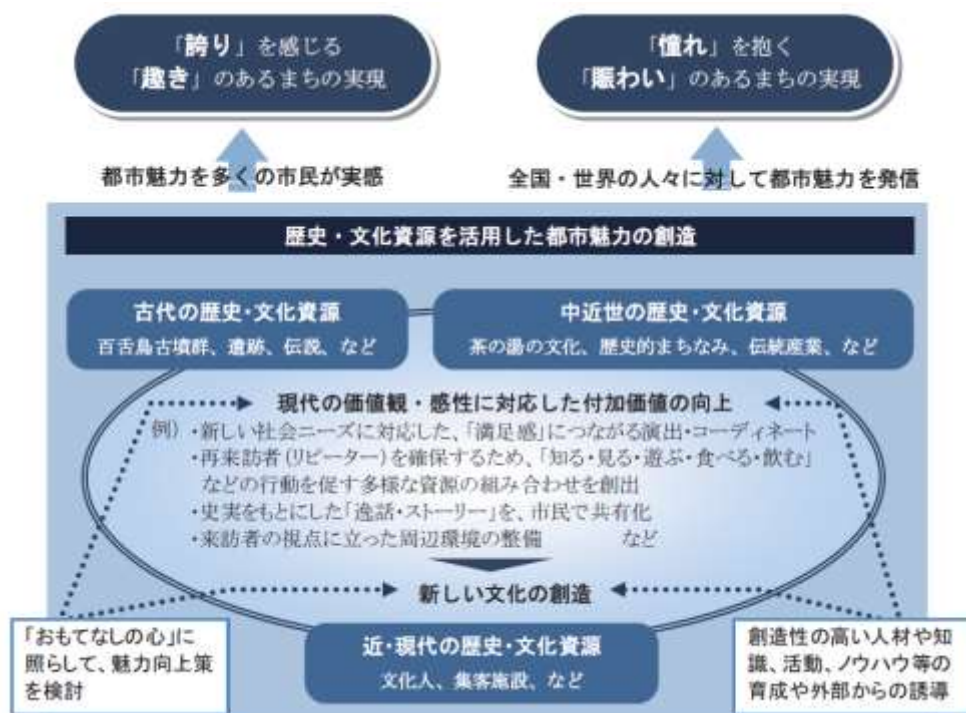 「誇り」を感じる
「趣き」のあるまちの実現
「憧れ」を抱く
「賑わい」のあるまちの実現
都市魅力を多くの市民が実感
全国・世界の人々に対して都市魅力を発信
歴史・文化資源を活用した都市魅力の創造
古代の歴史・文化資源
百舌鳥古墳群、遺跡、伝説、など
中近世の歴史・文化資源
茶の湯の文化、歴史的まちなみ、伝統産業、など
現代の価値観・感性に対応した付加価値の向上
例）・新しい社会ニーズに対応した、「満足感」につながる演出・コーディネート
・再来訪者（リピーター）を確保するため、「知る・見る・遊ぶ・食べる・飲む」
などの行動を促す多様な資源の組み合わせを創出
・史実をもとにした「逸話・ストーリー」を、市民で共有化
・来訪者の視点に立った周辺環境の整備　　　など
新しい文化の創造
「おもてなしの心」に
照らして、魅力向上策
を検討
近・現代の歴史・文化資源
文化人、集客施設、など
創造性の高い人材や知
識、活動、ノウハウ等の
育成や外部からの誘導